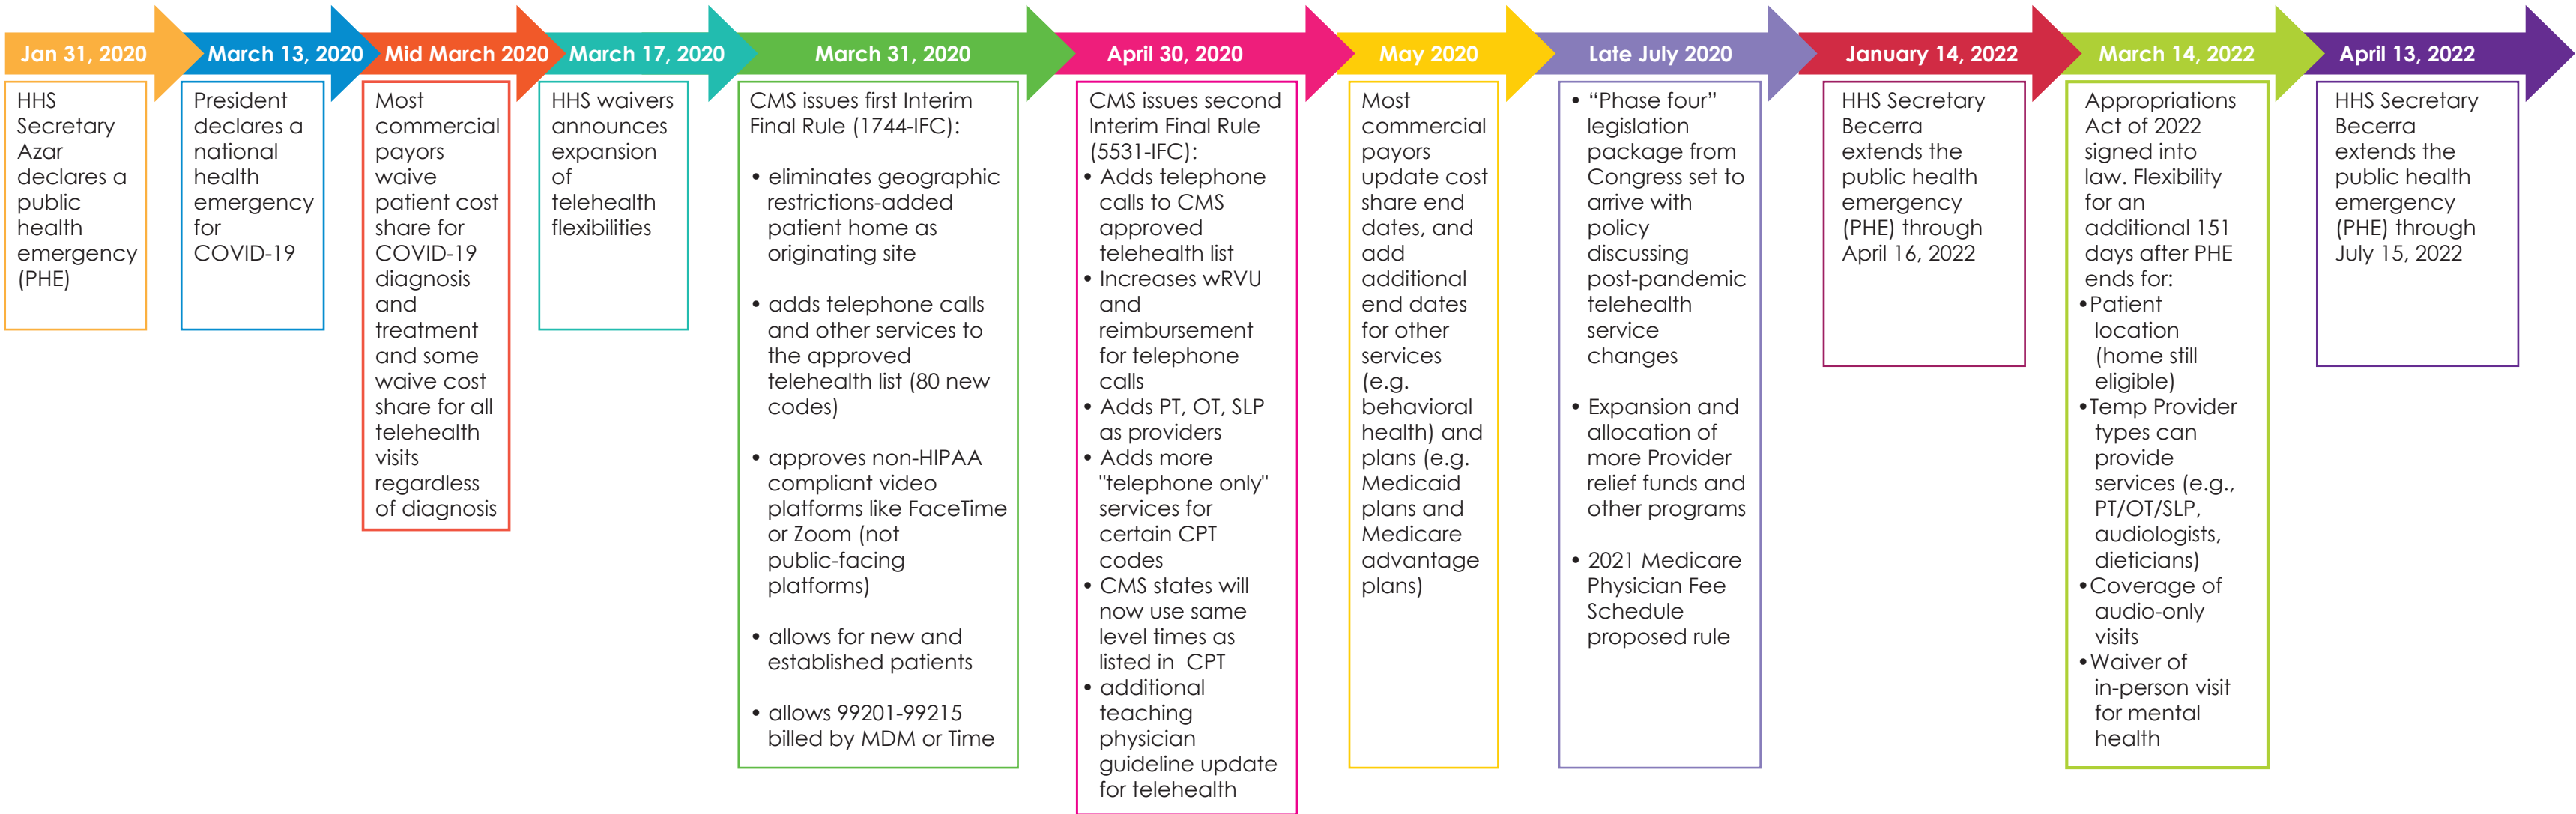 Jan 31, 2020
HHS
Secretary
Azar
declares a
public
health
emergency
(PHE)
March 13, 2020
President
declares a
national
health
emergency
for
COVID-19
Mid March 2020
Most
commercial
payors
waive
patient cost
share for
COVID-19
diagnosis
and
treatment
and some
waive cost
share for all
telehealth
visits
regardless
of diagnosis
March 17, 2020
HHS waivers
announces
expansion
of
telehealth
flexibilities
March 31, 2020
CMS issues first Interim
Final Rule (1744-IFC):
• eliminates geographic
restrictions-added
patient home as
originating site
• adds telephone calls
and other services to
the approved
telehealth list (80 new
codes)
• approves non-HIPAA
compliant video
platforms like FaceTime
or Zoom (not
public-facing
platforms)
• allows for new and
established patients
• allows 99201-99215
billed by MDM or Time
April 30, 2020
CMS issues second
Interim Final Rule
(5531-IFC):
• Adds telephone
calls to CMS
approved
telehealth list
• Increases wRVU
and
reimbursement
for telephone
calls
• Adds PT, OT, SLP
as providers
• Adds more
"telephone only"
services for
certain CPT
codes
• CMS states will
now use same
level times as
listed in CPT
• additional
teaching
physician
guideline update
for telehealth
May 2020
Most
commercial
payors
update cost
share end
dates, and
add
additional
end dates
for other
services
(e.g.
behavioral
health) and
plans (e.g.
Medicaid
plans and
Medicare
advantage
plans)
Late July 2020
• “Phase four”
legislation
package from
Congress set to
arrive with
policy
discussing
post-pandemic
telehealth
service
changes
• Expansion and
allocation of
more Provider
relief funds and
other programs
• 2021 Medicare
Physician Fee
Schedule
proposed rule
January 14, 2022
HHS Secretary
Becerra
extends the
public health
emergency
(PHE) through
April 16, 2022
March 14, 2022
Appropriations
Act of 2022
signed into
law. Flexibility
for an
additional 151
days after PHE
ends for:
•Patient
location
(home still
eligible)
•Temp Provider
types can
provide
services (e.g.,
PT/OT/SLP,
audiologists,
dieticians)
•Coverage of
audio-only
visits
•Waiver of
in-person visit
for mental
health
April 13, 2022
HHS Secretary
Becerra
extends the
public health
emergency
(PHE) through
July 15, 2022